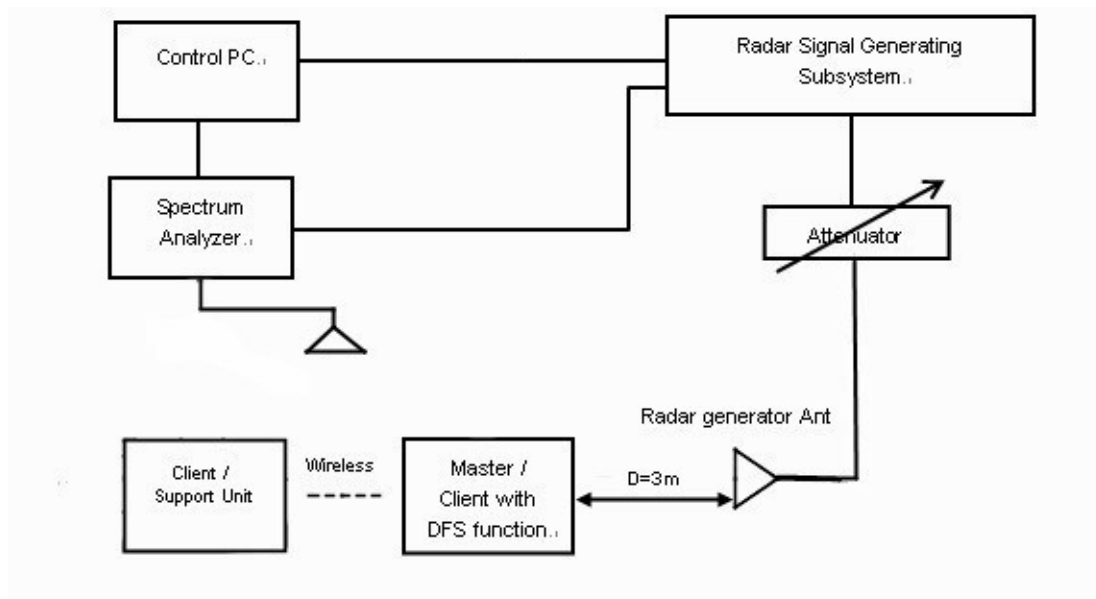 Control PC.
Radar Signal Generating
Subsystem.
Spectrum
Analyzer.
Attenuator
Radar generator Ant
Client /
Support Unit
Wireless
Master /
Client with
DFS function.
D=3m